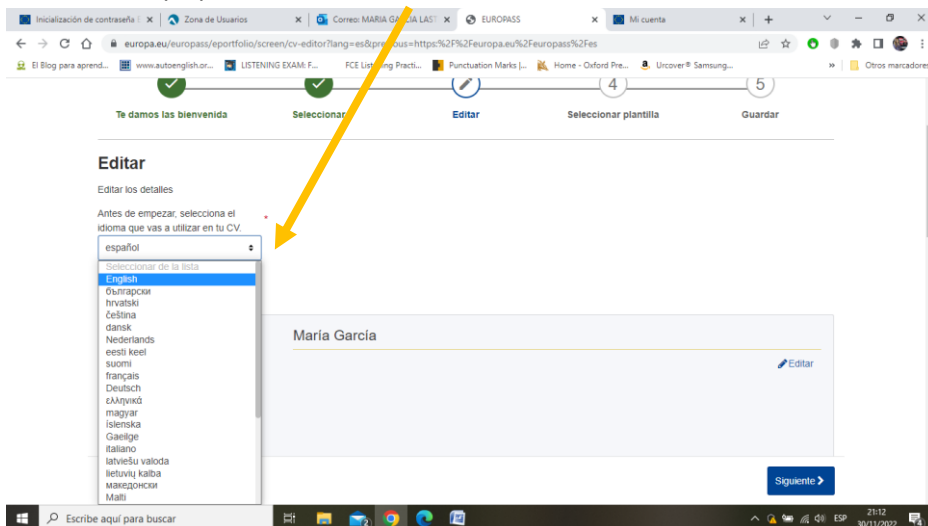 Inicialización de contraseña E
Zona de Usuarios
Correo: MARIA GARCIA LAST
EUROPASS
Mi cuenta
europa.eu/europass/eportfolio/screen/cv-editor?lang=es&previous=https:%2F%2Feuropa.eu%2Feuropass%2Fes
El Blog para aprend...
www.autoenglish.or...
LISTENING EXAM: F...
FCE Listening Practi...
Punctuation Marks |...
Home - Oxford Pre...
Urcover® Samsung...
»
Otros marcadores
4
5
Te damos las bienvenida
Seleccionar
Editar
Seleccionar plantilla
Guardar
Editar
Editar los detalles
Antes de empezar, selecciona el *
idioma que vas a utilizar en tu CV.
español
Seleccionar de la lista
English
български
hrvatski
čeština
dansk
Nederlands
eesti keel
suomi
français
Deutsch
ελληνικά
magyar
íslenska
Gaeilge
italiano
latviešu valoda
lietuvių kalba
македонски
Malti
María García
Editar
Siguiente
Escribe aquí para buscar
ESP
21:12
30/11/2022